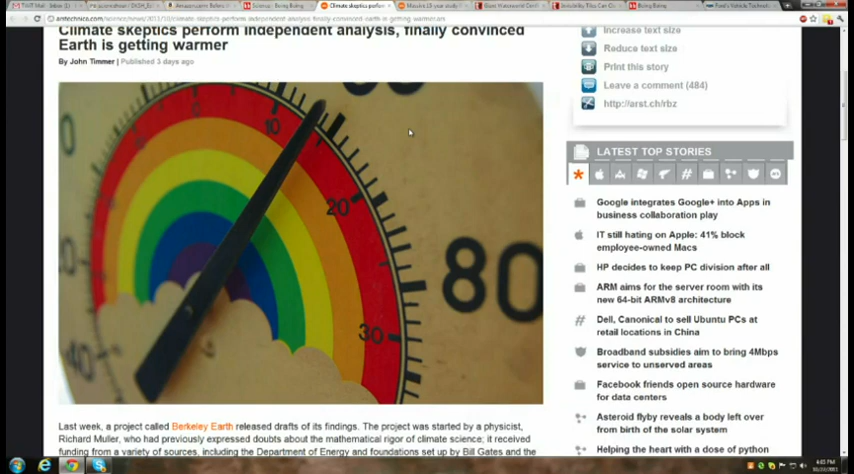 Climate skeptics perform independent analysis, finally convinced
Earth is getting warmer
By John Timmer | Published 3 days ago
10
20
30
40
80
Last week, a project called Berkeley Earth released drafts of its findings. The project was started by a physicist,
Richard Muller, who had previously expressed doubts about the mathematical rigor of climate science; it received
funding from a variety of sources, including the Department of Energy and foundations set up by Bill Gates and the
Increase text size
Reduce text size
Print this story
Leave a comment (484)
http://arst.ch/rbz
LATEST TOP STORIES
Google integrates Google+ into Apps in
business collaboration play
IT still hating on Apple: 41% block
employee-owned Macs
HP decides to keep PC division after all
ARM aims for the server room with its
new 64-bit ARMv8 architecture
Dell, Canonical to sell Ubuntu PCs at
retail locations in China
Broadband subsidies aim to bring 4Mbps
service to unserved areas
Facebook friends open source hardware
for data centers
Asteroid flyby reveals a body left over
from birth of the solar system
Helping the heart with a dose of python